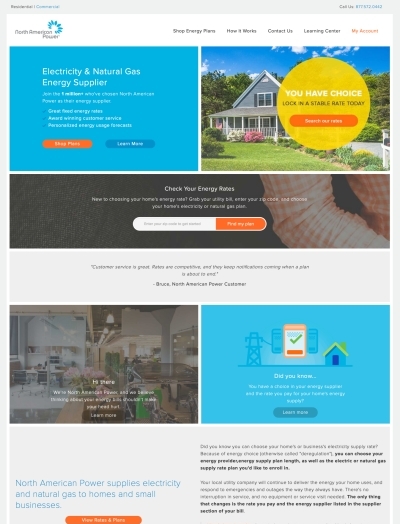 Residential | Commercial
Call Us: 877.572.0442
North American
Power
Shop Energy Plans
How It Works
Contact Us
Learning Center
My Account
Electricity & Natural Gas
Energy Supplier
Join the 1 million+ who've chosen North American
Power as their energy supplier
Great fixed energy rates
Award winning customer service
Personalized energy usage forecasts
Shop Plans
Learn More
YOU HAVE CHOICE
LOCK IN A STABLE RATE TODAY
Search our rates
Check Your Energy Rates
New to choosing your home's energy rate? Grab your utility bill, enter your zip code, and choose
your home's electricity or natural gas plan.
Enter your zip code to get started
Find my plan
"Customer service is great. Rates are competitive, and they keep notifications coming when a plan
is about to end."
- Bruce, North American Power Customer
Hi there
We're North American Power, and we believe
thinking about your energy bills shouldn't make
your head hurt.
Learn more
Did you know...
You have a choice in your energy supplier
and the rate you pay for your home's energy
supply?
Learn more
North American Power supplies electricity
and natural gas to homes and small
businesses.
View Rates & Plans
Did you know you can choose your home's or business's electricity supply rate?
Because of energy choice (otherwise called "deregulation"), you can choose your
energy provider,energy supply plan length, as well as the electric or natural gas
supply rate plan you'd like to enroll in.
Your local utility company will continue to deliver the energy your home uses, and
respond to emergencies and outages the way they always have. There's no
interruption in service, and no equipment or service visit needed. The only thing
that changes is the rate you pay and the energy supplier listed in the supplier
section of your bill.